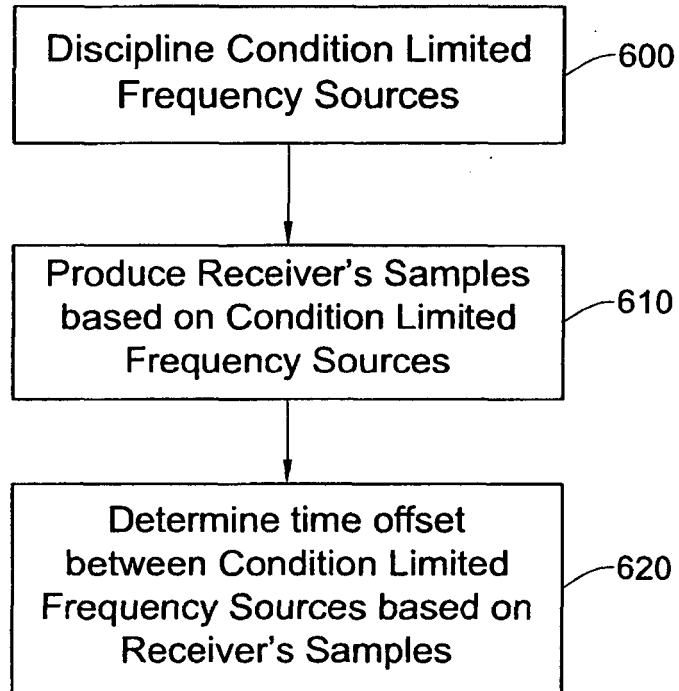 Discipline Condition Limited
Frequency Sources
600
Produce Receiver's Samples
based on Condition Limited
Frequency Sources
610
Determine time offset
between Condition Limited
Frequency Sources based on
Receiver's Samples
620